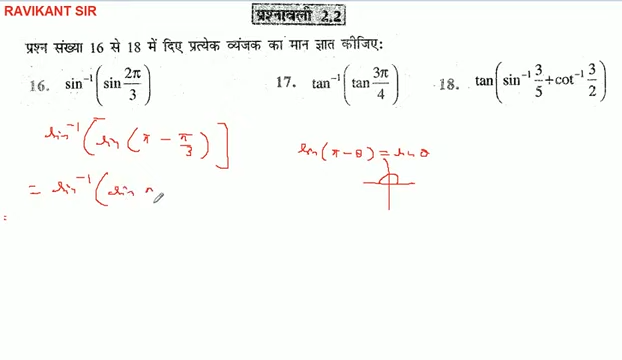 RAVIKANT SIR
प्रश्नावली 2.2
प्रश्न संख्या 16 से 18 में दिए प्रत्येक व्यंजक का मान ज्ञात कीजिए:
16. sin⁻¹(sin 2π/3) 17. tan⁻¹(tan 3π/4) 18. tan(sin⁻¹ 3/5 + cot⁻¹ 3/2)
sin⁻¹(sin(π − π/3)]
sin(π − θ) = sin θ
= sin⁻¹(sin
=